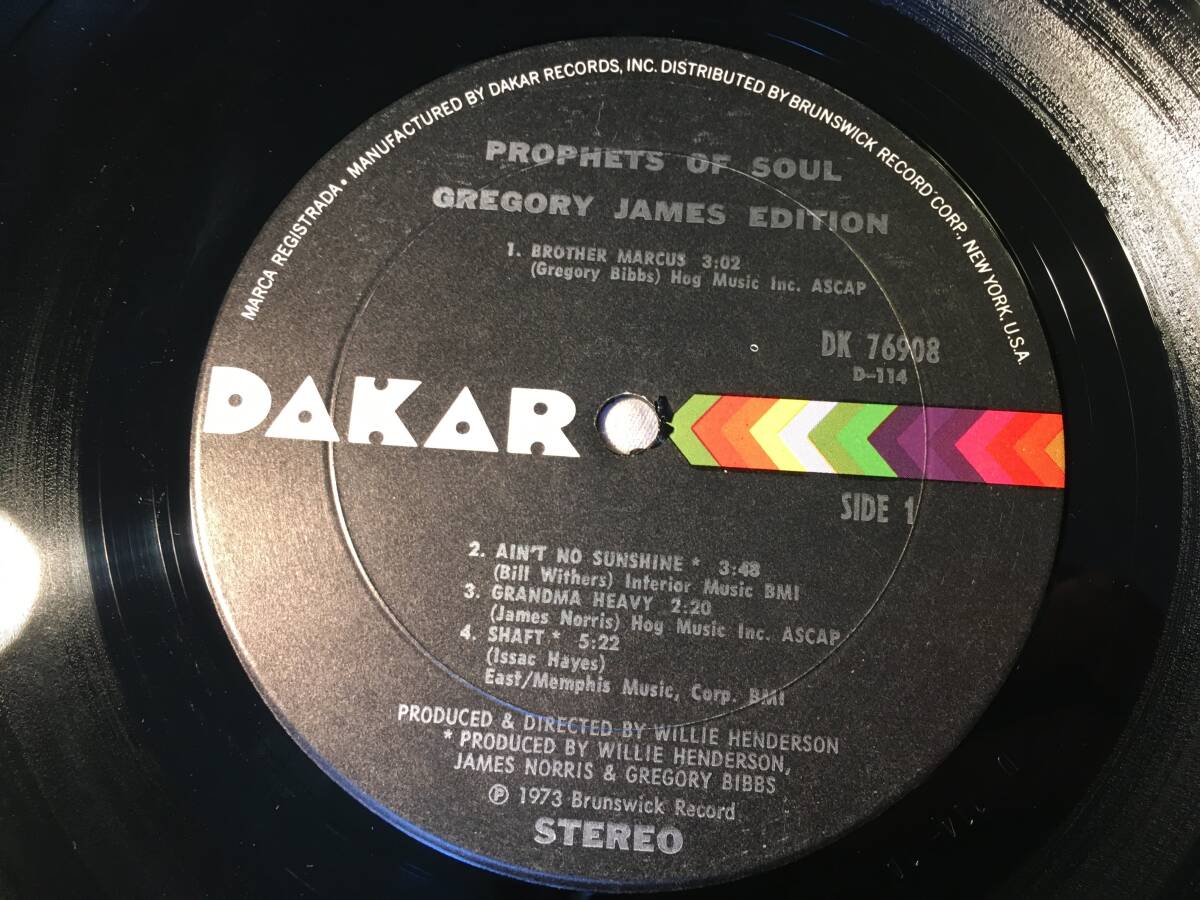 MARCA REGISTRADA • MANUFACTURED BY DAKAR RECORDS, INC. DISTRIBUTED BY BRUNSWICK RECORD CORP., NEW YORK, U.S.A.
PROPHETS OF SOUL
GREGORY JAMES EDITION
1. BROTHER MARCUS 3:02
(Gregory Bibbs) Hog Music Inc. ASCAP
DK 76908
D-114
DAKAR
SIDE 1
2. AIN'T NO SUNSHINE * 3:48
(Bill Withers) Interior Music BMI
3. GRANDMA HEAVY 2:20
(James Norris) Hog Music Inc. ASCAP
4. SHAFT * 5:22
(Issac Hayes)
East/Memphis Music, Corp. BMI
PRODUCED & DIRECTED BY WILLIE HENDERSON
* PRODUCED BY WILLIE HENDERSON,
JAMES NORRIS & GREGORY BIBBS
℗ 1973 Brunswick Record
STEREO